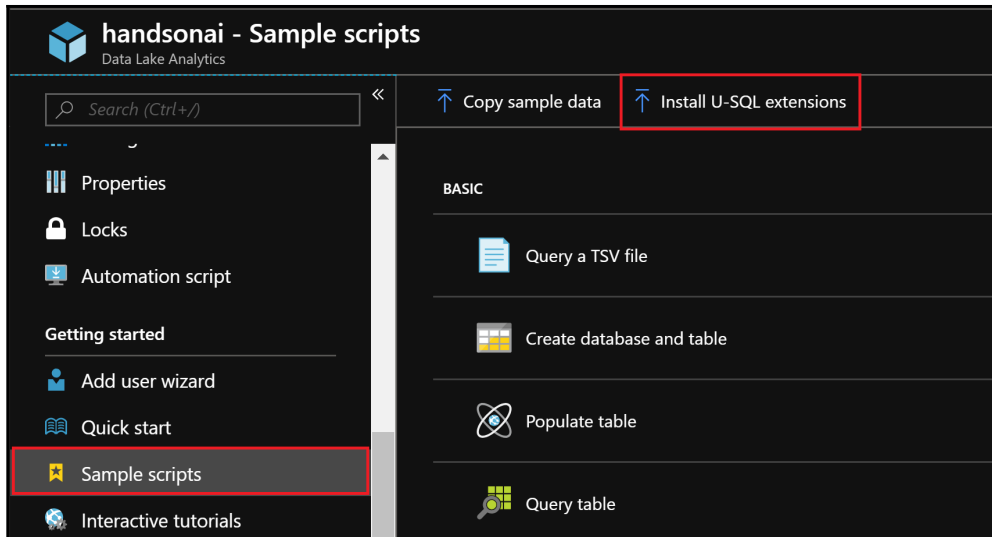 handsonai - Sample scripts
Data Lake Analytics
Search (Ctrl+/)
«
Copy sample data
Install U-SQL extensions
Properties
Locks
Automation script
Getting started
Add user wizard
Quick start
Sample scripts
Interactive tutorials
BASIC
Query a TSV file
Create database and table
Populate table
Query table